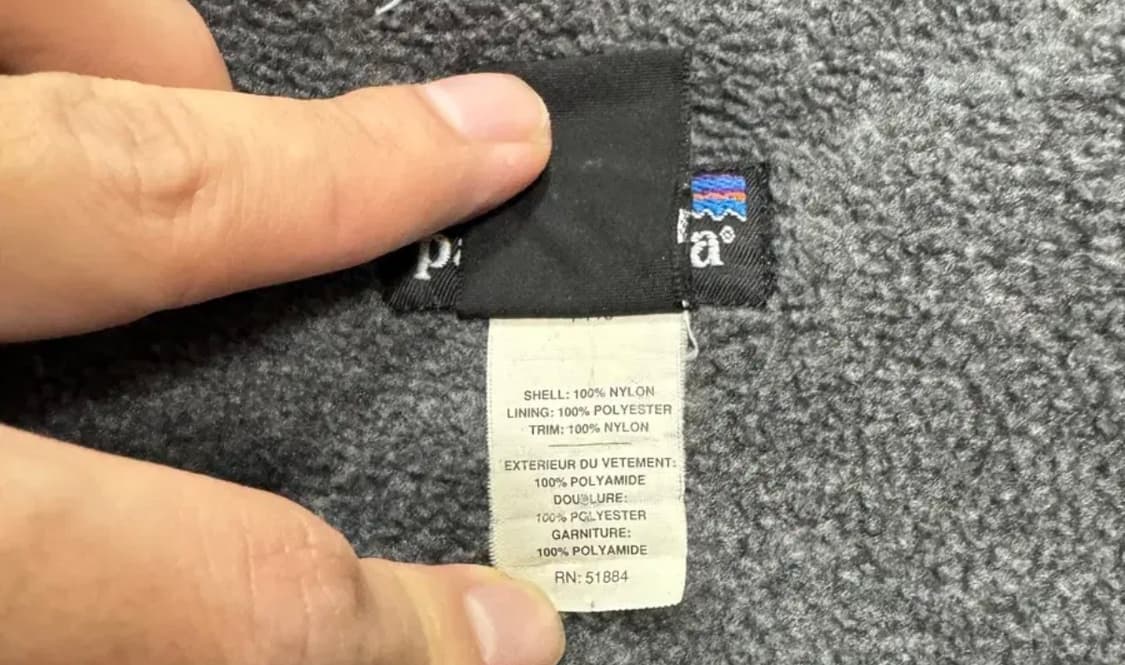 pa
a®
SHELL: 100% NYLON
LINING: 100% POLYESTER
TRIM: 100% NYLON
EXTERIEUR DU VETEMENT:
100% POLYAMIDE
DOUBLURE:
100% POLYESTER
GARNITURE:
100% POLYAMIDE
RN: 51884